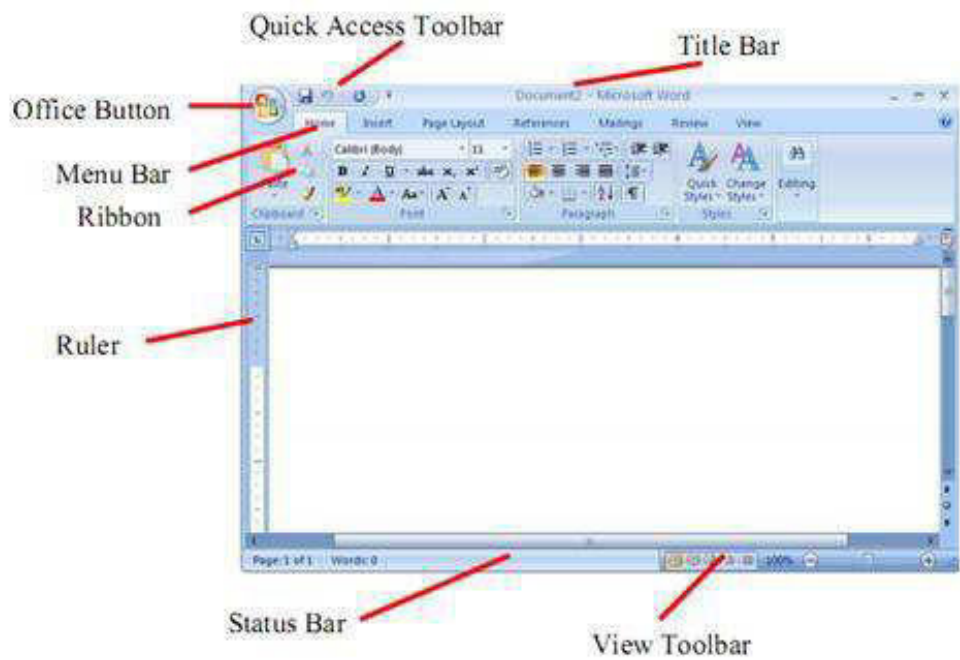 Quick Access Toolbar
Title Bar
Office Button
Document2 - Microsoft Word
Home Insert Page Layout References Mailings Review View
Menu Bar
Ribbon
Calibri (Body) 11
Quick Styles Change Styles Editing
Clipboard Font Paragraph Styles
Ruler
Page: 1 of 1 Words: 0 100%
Status Bar
View Toolbar